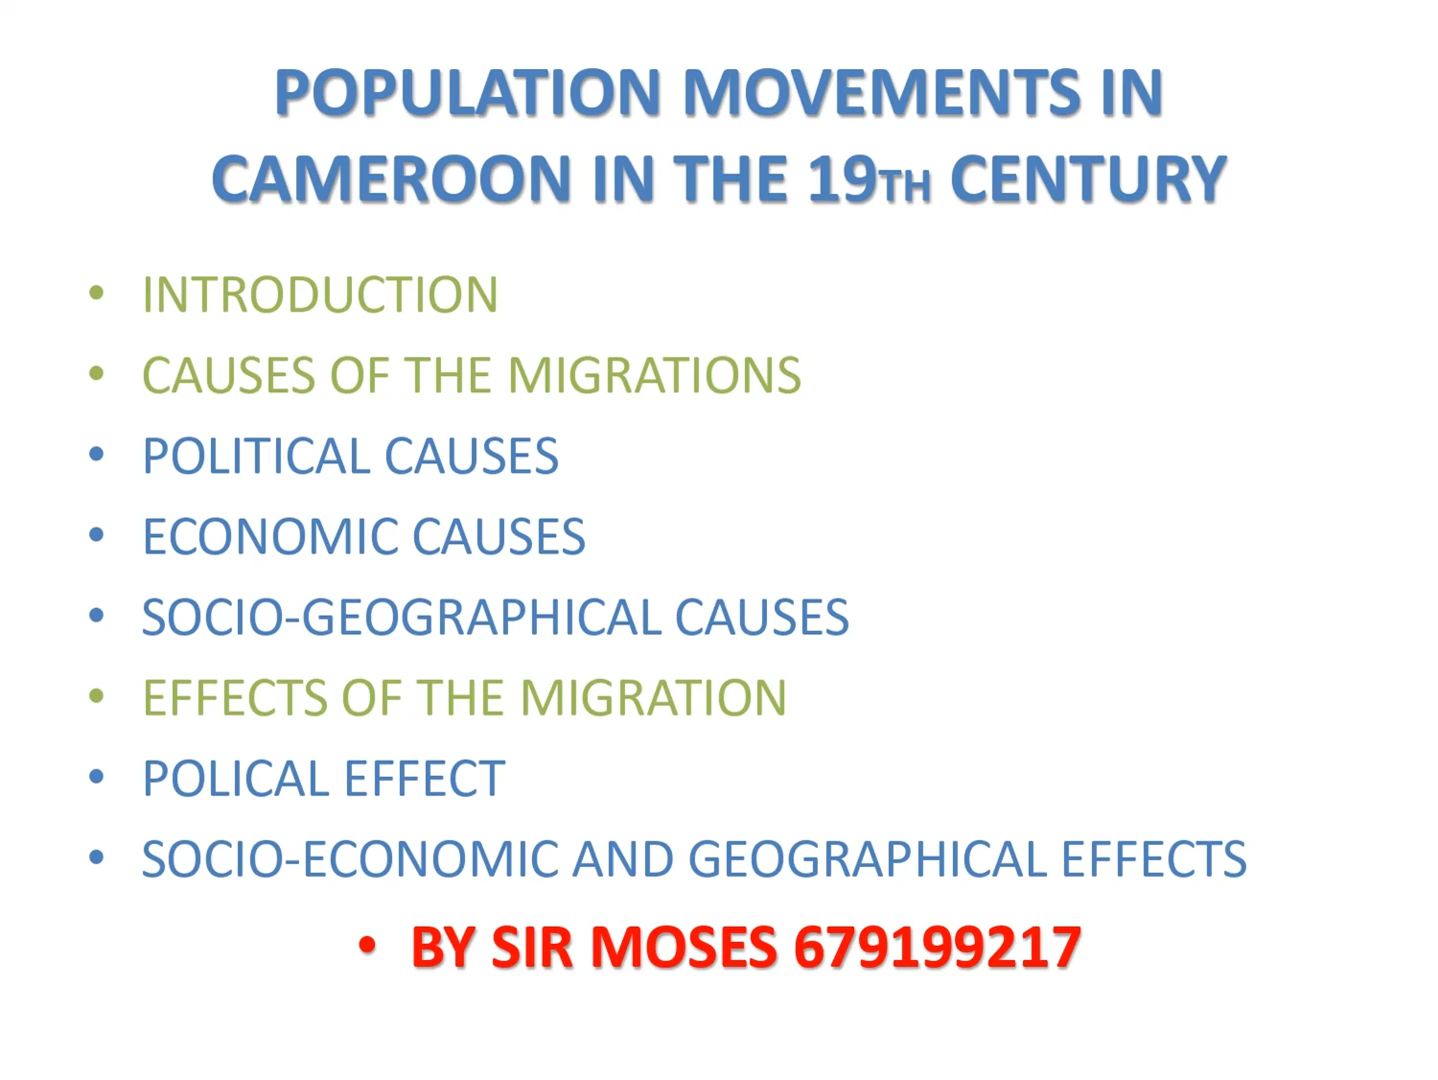 POPULATION MOVEMENTS IN
CAMEROON IN THE 19TH CENTURY
• INTRODUCTION
• CAUSES OF THE MIGRATIONS
• POLITICAL CAUSES
• ECONOMIC CAUSES
• SOCIO-GEOGRAPHICAL CAUSES
• EFFECTS OF THE MIGRATION
• POLICAL EFFECT
• SOCIO-ECONOMIC AND GEOGRAPHICAL EFFECTS
• BY SIR MOSES 679199217